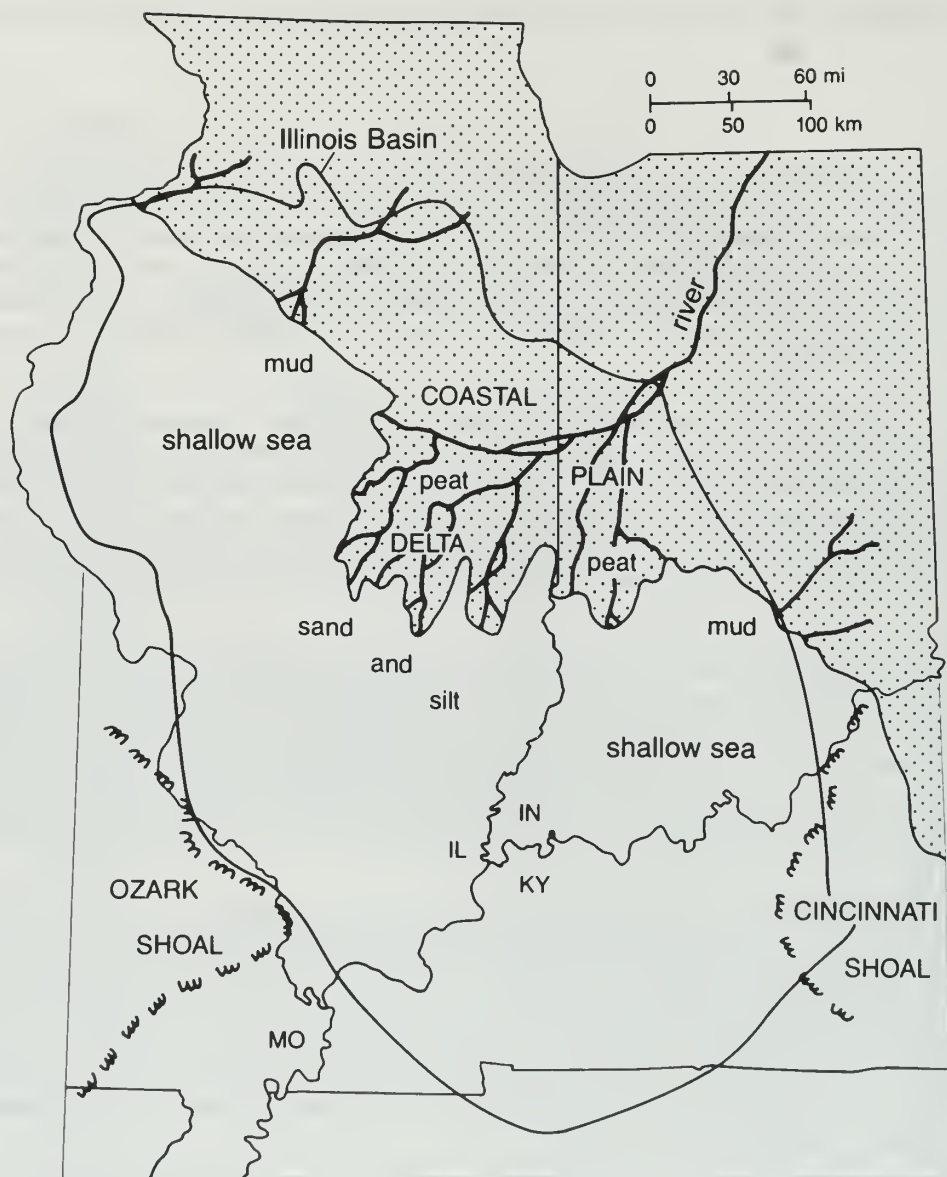 0 30 60 mi
0 50 100 km
Illinois Basin
river
mud
COASTAL
shallow sea
peat
PLAIN
DELTA
peat
sand
mud
and
silt
shallow sea
IN
IL
KY
OZARK
CINCINNATI
SHOAL
SHOAL
MO